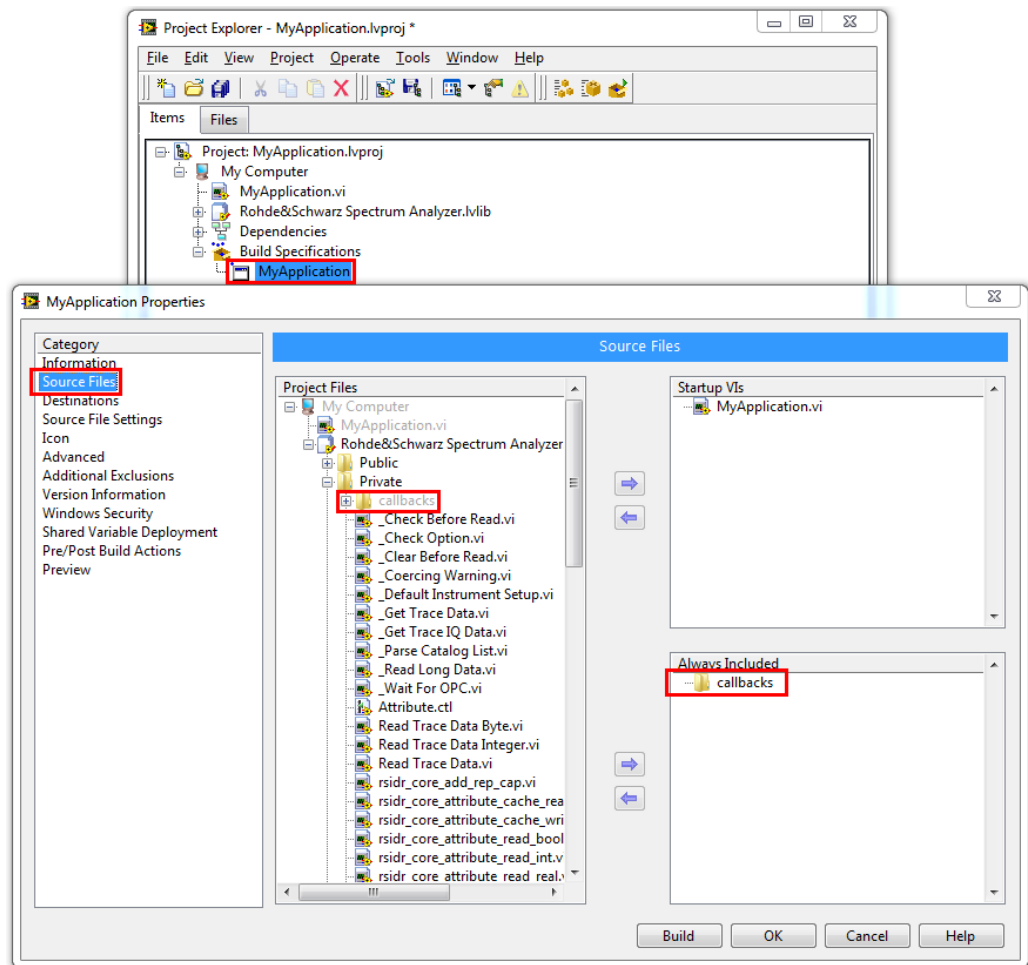 Project Explorer - MyApplication.lvproj *
File Edit View Project Operate Tools Window Help
Items Files
Project: MyApplication.lvproj
My Computer
MyApplication.vi
Rohde&Schwarz Spectrum Analyzer.lvlib
Dependencies
Build Specifications
MyApplication
MyApplication Properties
Category
Information
Source Files
Destinations
Source File Settings
Icon
Advanced
Additional Exclusions
Version Information
Windows Security
Shared Variable Deployment
Pre/Post Build Actions
Preview
Source Files
Project Files
My Computer
MyApplication.vi
Rohde&Schwarz Spectrum Analyzer
Public
Private
callbacks
_Check Before Read.vi
_Check Option.vi
_Clear Before Read.vi
_Coercing Warning.vi
_Default Instrument Setup.vi
_Get Trace Data.vi
_Get Trace IQ Data.vi
_Parse Catalog List.vi
_Read Long Data.vi
_Wait For OPC.vi
Attribute.ctl
Read Trace Data Byte.vi
Read Trace Data Integer.vi
Read Trace Data.vi
rsidr_core_add_rep_cap.vi
rsidr_core_attribute_cache_rea
rsidr_core_attribute_cache_wri
rsidr_core_attribute_read_bool
rsidr_core_attribute_read_int.v
rsidr_core_attribute_read_real.v
Startup VIs
MyApplication.vi
Always Included
callbacks
Build OK Cancel Help